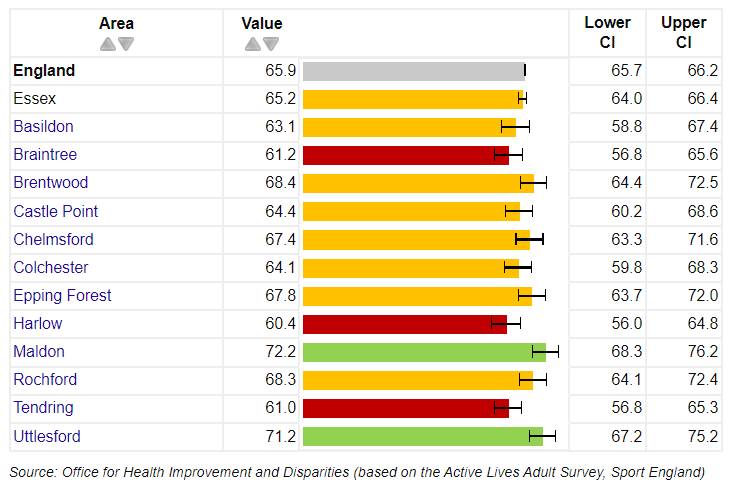 Area Value Lower CI Upper CI
England 65.9 65.7 66.2
Essex 65.2 64.0 66.4
Basildon 63.1 58.8 67.4
Braintree 61.2 56.8 65.6
Brentwood 68.4 64.4 72.5
Castle Point 64.4 60.2 68.6
Chelmsford 67.4 63.3 71.6
Colchester 64.1 59.8 68.3
Epping Forest 67.8 63.7 72.0
Harlow 60.4 56.0 64.8
Maldon 72.2 68.3 76.2
Rochford 68.3 64.1 72.4
Tendring 61.0 56.8 65.3
Uttlesford 71.2 67.2 75.2
Source: Office for Health Improvement and Disparities (based on the Active Lives Adult Survey, Sport England)